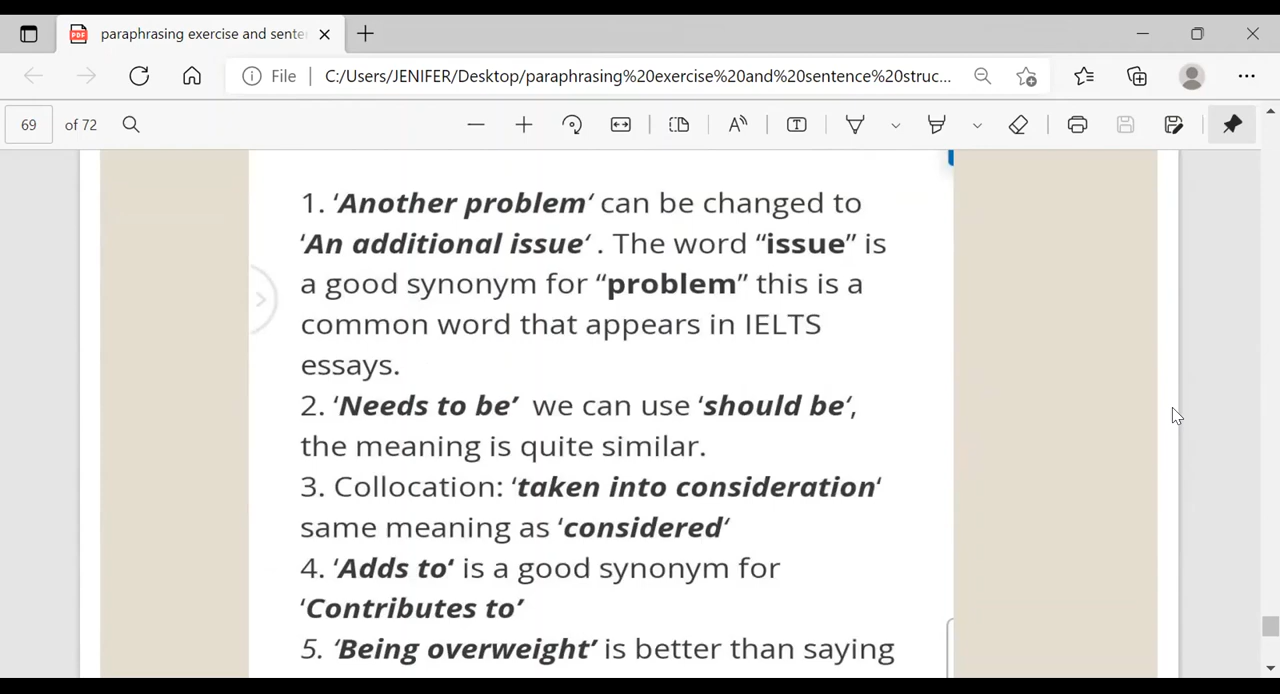 paraphrasing exercise and sente
File
C:/Users/JENIFER/Desktop/paraphrasing%20exercise%20and%20sentence%20struc...
69 of 72
1. ‘Another problem‘ can be changed to
‘An additional issue‘ . The word “issue” is
a good synonym for “problem” this is a
common word that appears in IELTS
essays.
2. ‘Needs to be’ we can use ‘should be‘,
the meaning is quite similar.
3. Collocation: ‘taken into consideration‘
same meaning as ‘considered‘
4. ‘Adds to‘ is a good synonym for
‘Contributes to’
5. ‘Being overweight’ is better than saying